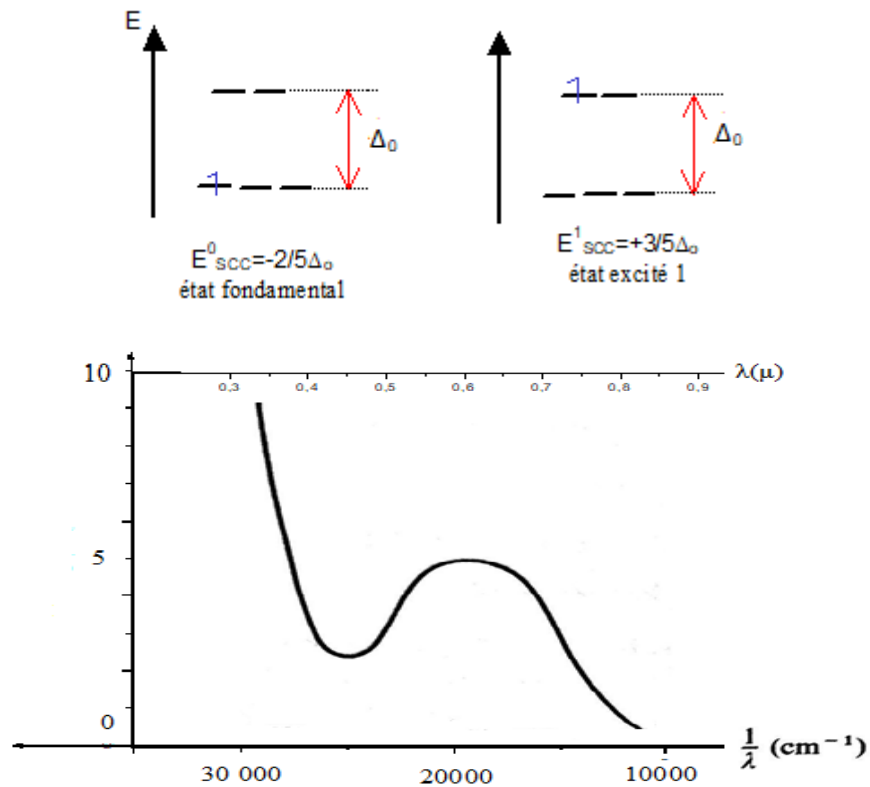 E
Δ₀
Δ₀
E⁰SCC=-2/5Δₒ
état fondamental
E¹SCC=+3/5Δₒ
état excité 1
10
0,3 0,4 0,5 0,6 0,7 0,8 0,9 λ(μ)
5
0
30 000 20000 10000 1/λ (cm⁻¹)